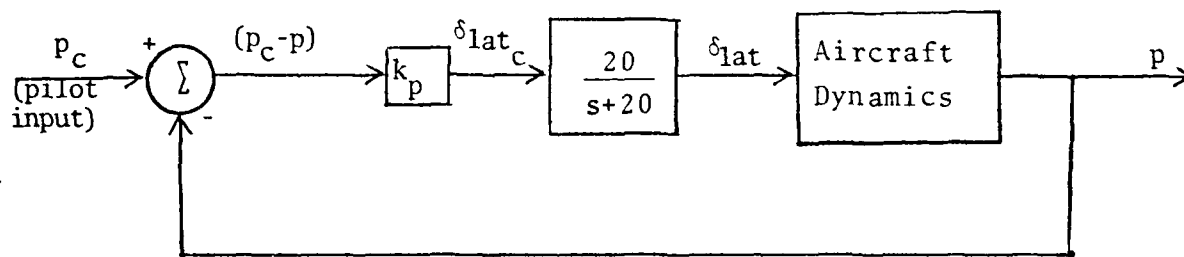 p_c
(pilot
input)
+
Σ
-
(p_c-p)
k_p
δ_lat_c
20
s+20
δ_lat
Aircraft
Dynamics
p